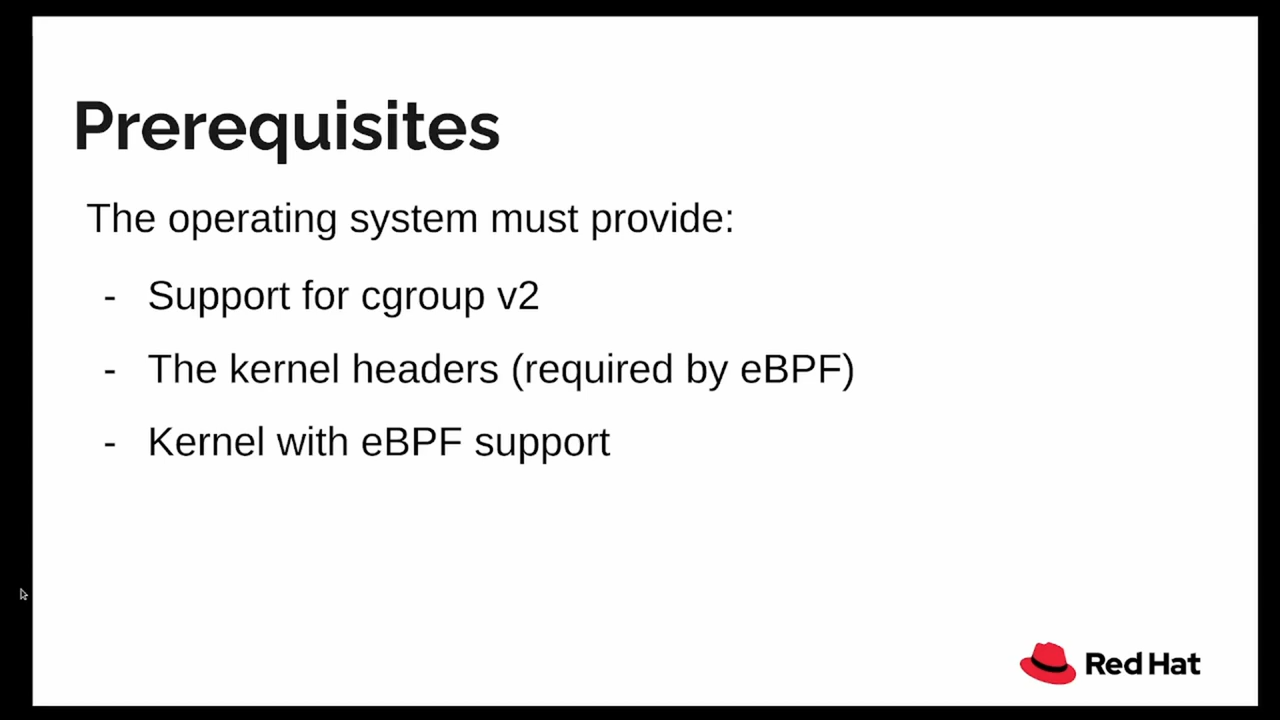 Prerequisites
The operating system must provide:
- Support for cgroup v2
- The kernel headers (required by eBPF)
- Kernel with eBPF support
Red Hat